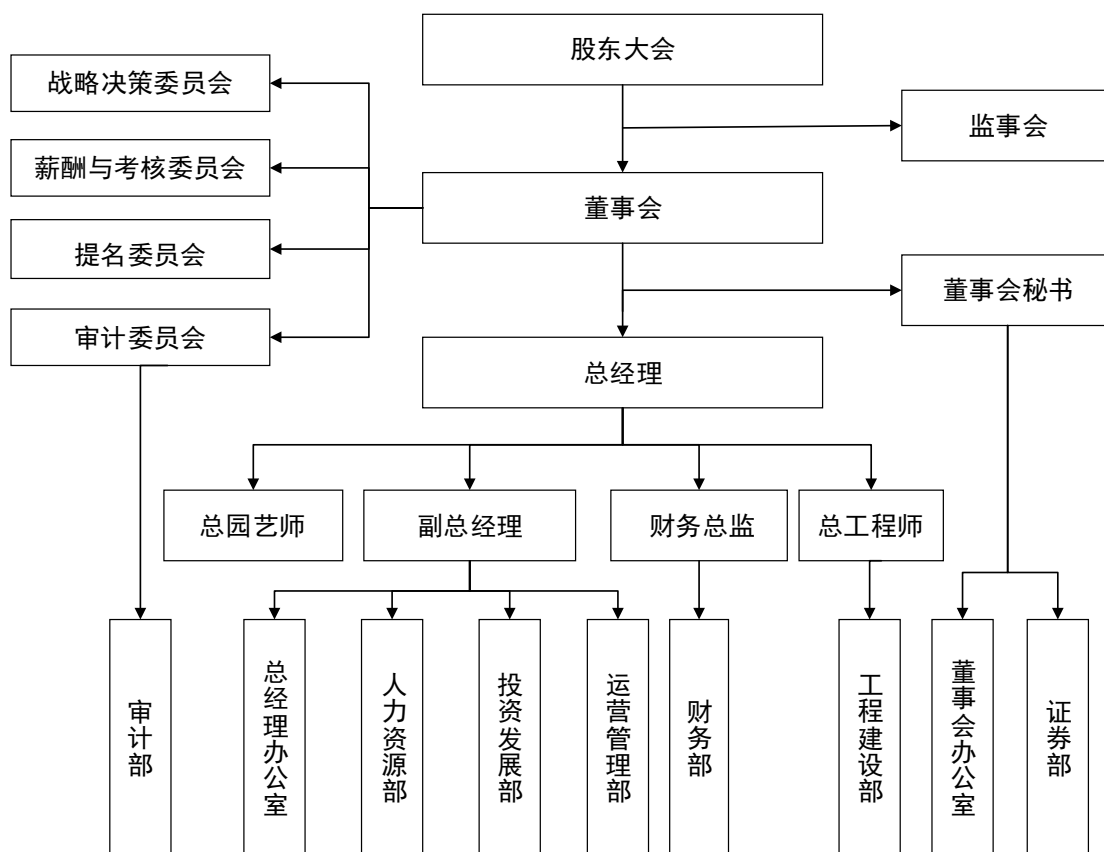 股东大会
战略决策委员会
监事会
薪酬与考核委员会
董事会
提名委员会
董事会秘书
审计委员会
总经理
总园艺师
副总经理
财务总监
总工程师
审计部
总经理办公室
人力资源部
投资发展部
运营管理部
财务部
工程建设部
董事会办公室
证券部